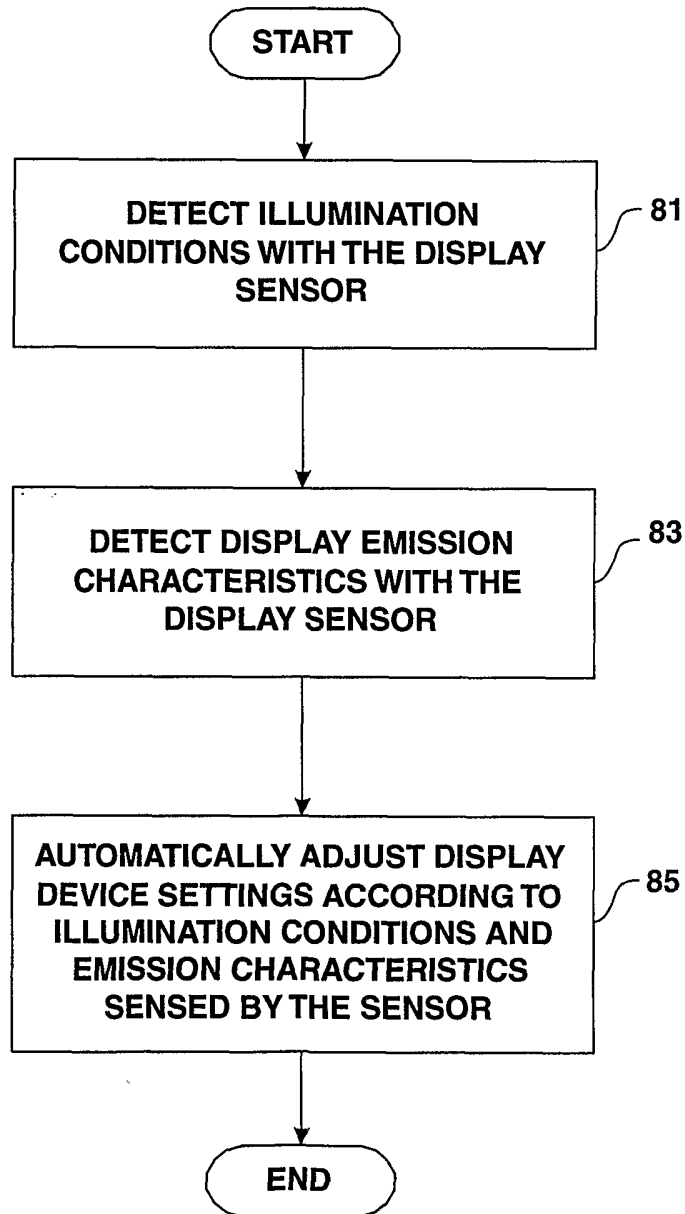 START
DETECT ILLUMINATION
CONDITIONS WITH THE DISPLAY
SENSOR
81
DETECT DISPLAY EMISSION
CHARACTERISTICS WITH THE
DISPLAY SENSOR
83
AUTOMATICALLY ADJUST DISPLAY
DEVICE SETTINGS ACCORDING TO
ILLUMINATION CONDITIONS AND
EMISSION CHARACTERISTICS
SENSED BY THE SENSOR
85
END